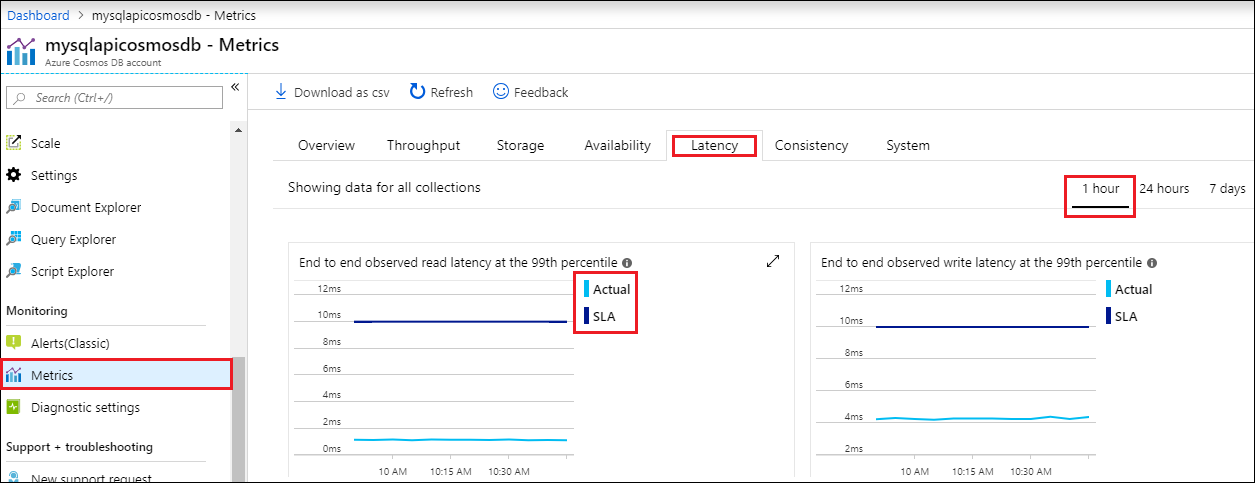 Dashboard > mysqlapicosmosdb - Metrics
mysqlapicosmosdb - Metrics
Azure Cosmos DB account
Search (Ctrl+/)
«
Scale
Settings
Document Explorer
Query Explorer
Script Explorer
Monitoring
Alerts(Classic)
Metrics
Diagnostic settings
Support + troubleshooting
New support request
Download as csv Refresh Feedback
Overview Throughput Storage Availability Latency Consistency System
Showing data for all collections
1 hour 24 hours 7 days
End to end observed read latency at the 99th percentile
12ms
10ms
8ms
6ms
4ms
2ms
0ms
10 AM 10:15 AM 10:30 AM
Actual
SLA
End to end observed write latency at the 99th percentile
12ms
10ms
8ms
6ms
4ms
2ms
10 AM 10:15 AM 10:30 AM
Actual
SLA